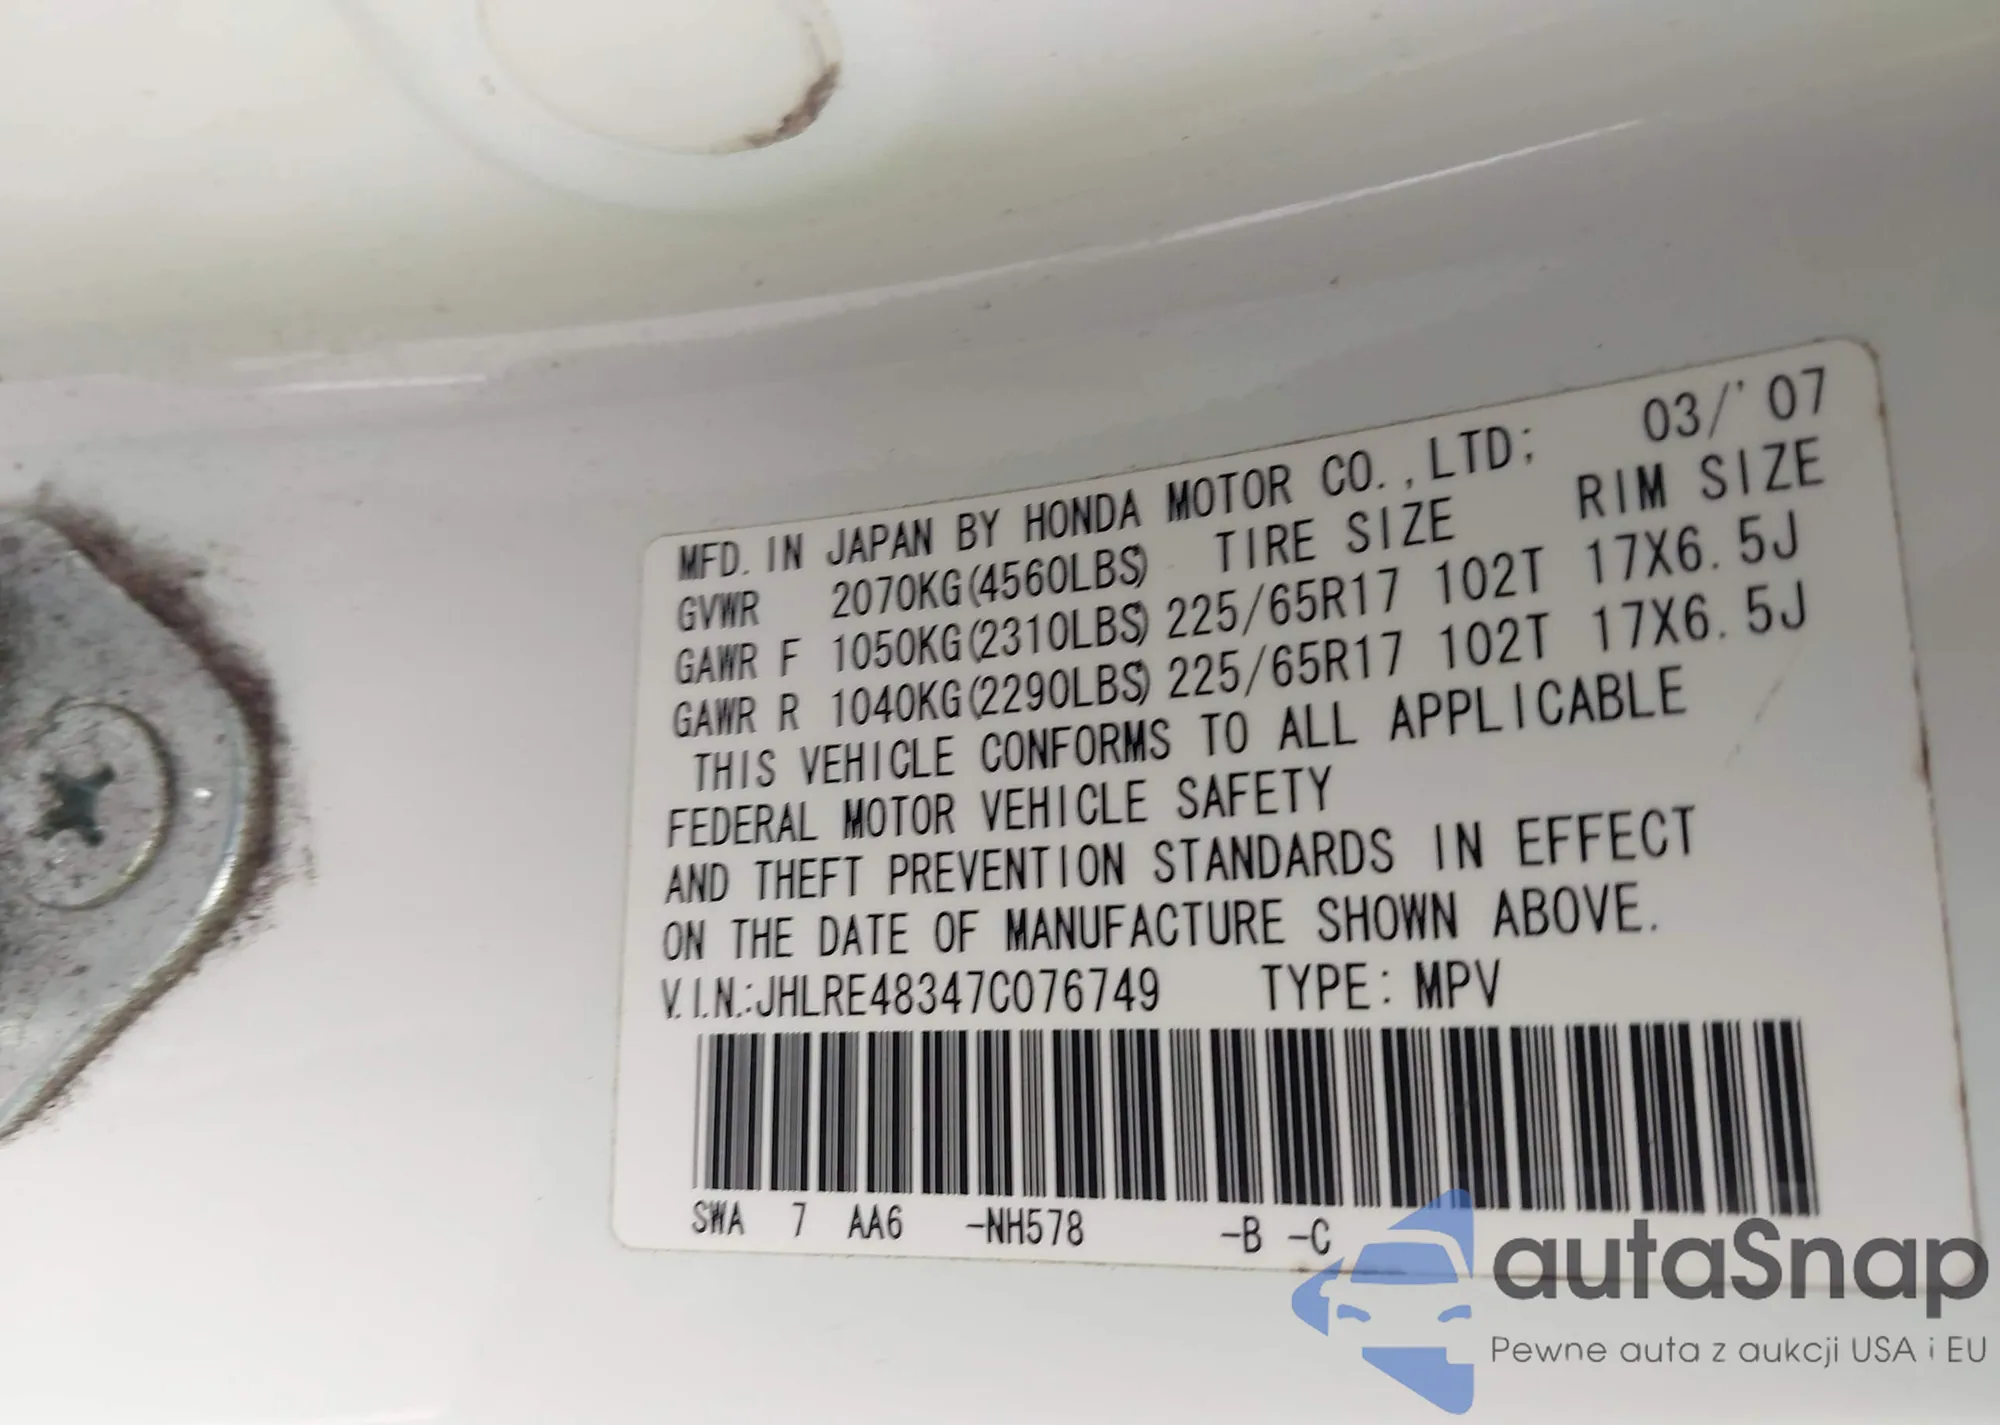 MFD. IN JAPAN BY HONDA MOTOR CO.,LTD; 03/'07
GVWR 2070KG(4560LBS) TIRE SIZE RIM SIZE
GAWR F 1050KG(2310LBS) 225/65R17 102T 17X6.5J
GAWR R 1040KG(2290LBS) 225/65R17 102T 17X6.5J
THIS VEHICLE CONFORMS TO ALL APPLICABLE
FEDERAL MOTOR VEHICLE SAFETY
AND THEFT PREVENTION STANDARDS IN EFFECT
ON THE DATE OF MANUFACTURE SHOWN ABOVE.
V.I.N.:JHLRE48347C076749 TYPE: MPV
SWA 7 AA6 -NH578 -B -C
autaSnap
Pewne auta z aukcji USA i EU